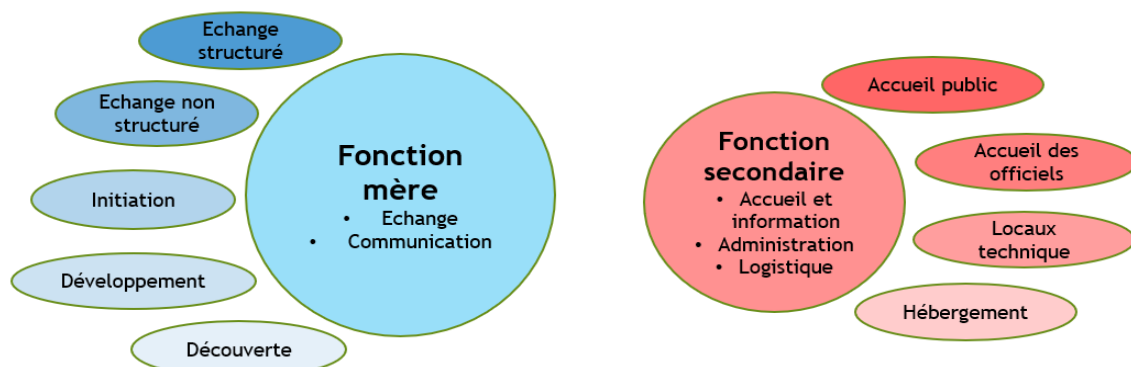 Echange
structuré
Echange non
structuré
Initiation
Développement
Découverte
Fonction
mère
• Echange
• Communication
Fonction
secondaire
• Accueil et
information
• Administration
• Logistique
Accueil public
Accueil des
officiels
Locaux
technique
Hébergement